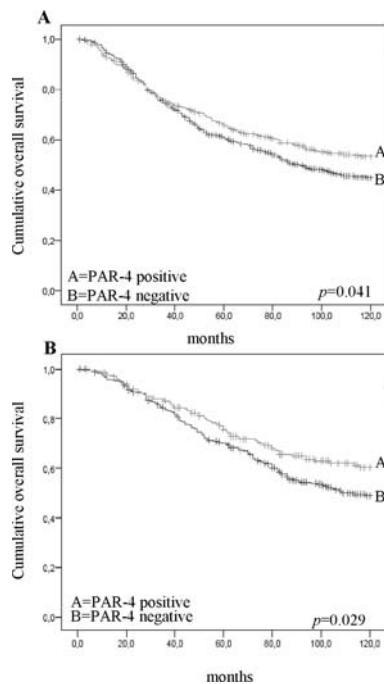 A
Cumulative overall survival
1,0
0,8
0,6
0,4
0,2
0,0
A
B
A=PAR-4 positive
B=PAR-4 negative
p=0.041
0,0 20,0 40,0 60,0 80,0 100,0 120,0
months
B
Cumulative overall survival
1,0
0,8
0,6
0,4
0,2
0,0
A
B
A=PAR-4 positive
B=PAR-4 negative
p=0.029
0,0 20,0 40,0 60,0 80,0 100,0 120,0
months